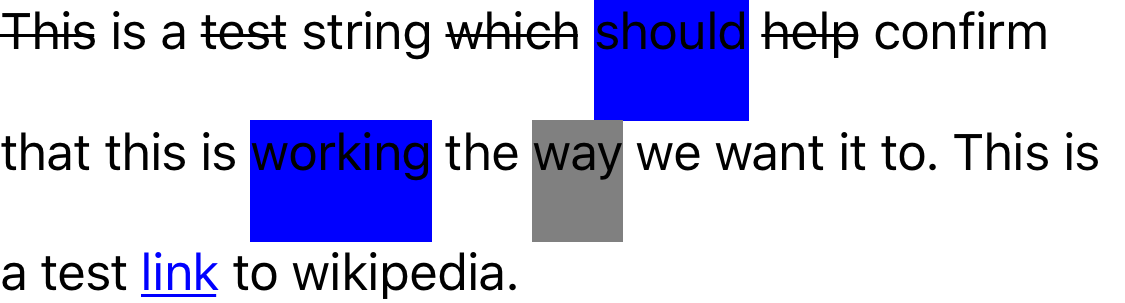 This is a test string which should help confirm
that this is working the way we want it to. This is
a test link to wikipedia.